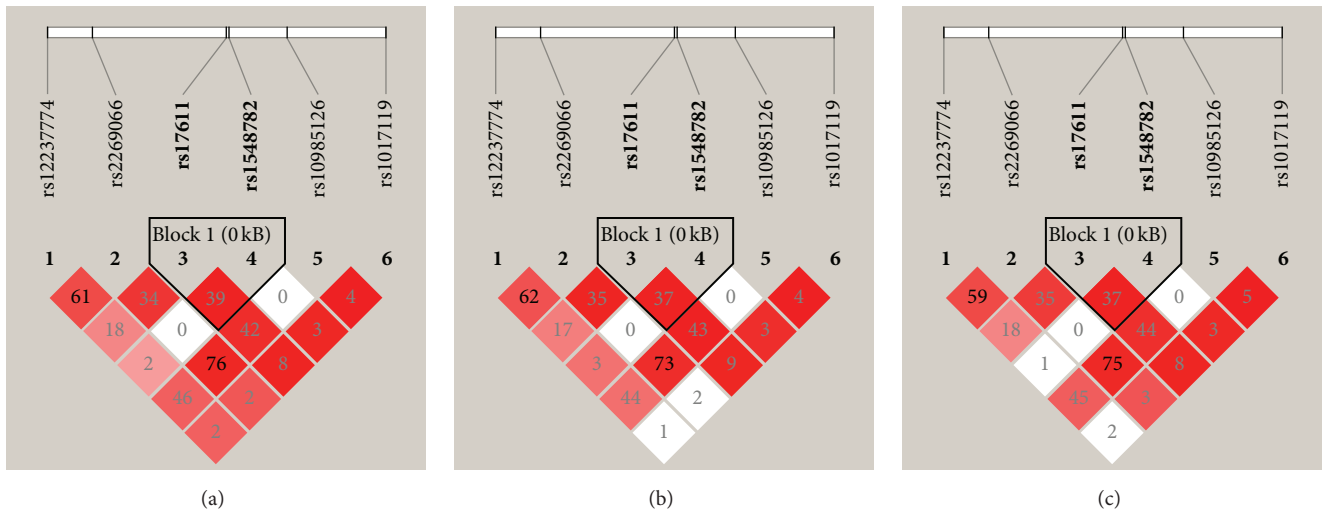 rs12237774
rs2269066
rs17611
rs1548782
rs10985126
rs1017119
Block 1 (0 kB)
1 2 3 4 5 6
61 34 39 0 4
18 0 42 3
2 76 8
46 2
2
(a)
rs12237774
rs2269066
rs17611
rs1548782
rs10985126
rs1017119
Block 1 (0 kB)
1 2 3 4 5 6
62 35 37 0 4
17 0 43 3
3 73 9
44 2
1
(b)
rs12237774
rs2269066
rs17611
rs1548782
rs10985126
rs1017119
Block 1 (0 kB)
1 2 3 4 5 6
59 35 37 0 5
18 0 44 3
1 75 8
45 3
2
(c)